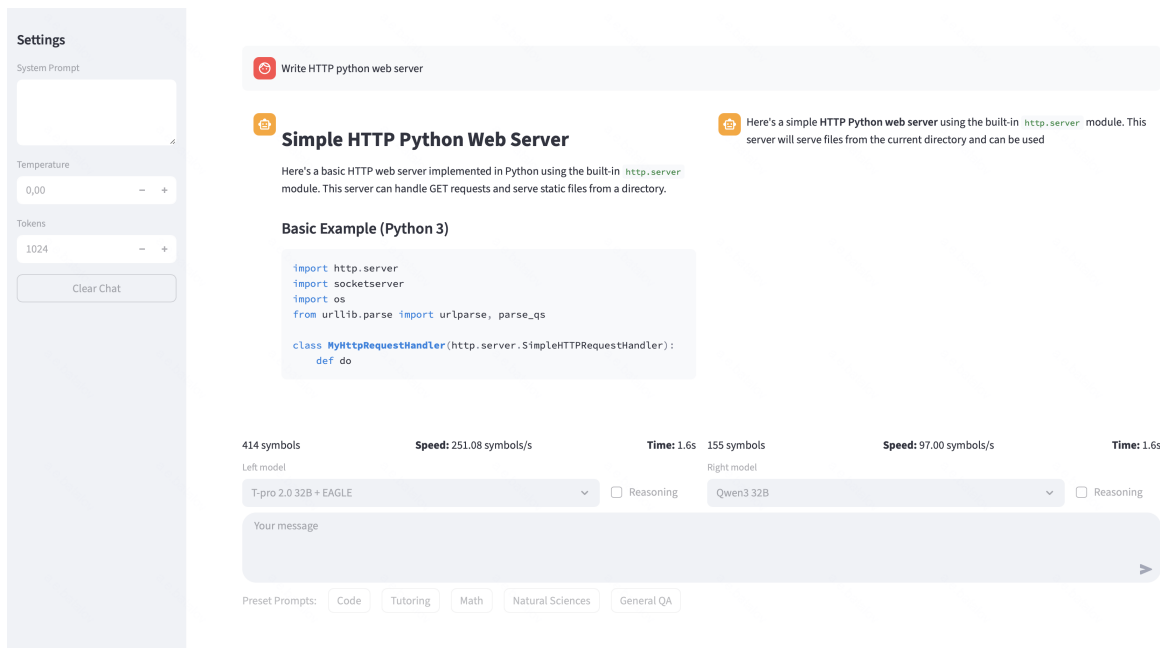 Settings
System Prompt
Temperature
0,00
Tokens
1024
Clear Chat
Write HTTP python web server
Simple HTTP Python Web Server
Here's a basic HTTP web server implemented in Python using the built-in http.server
module. This server can handle GET requests and serve static files from a directory.
Basic Example (Python 3)
import http.server
import socketserver
import os
from urllib.parse import urlparse, parse_qs
class MyHttpRequestHandler(http.server.SimpleHTTPRequestHandler):
def do
Here's a simple HTTP Python web server using the built-in http.server module. This
server will serve files from the current directory and can be used
414 symbols Speed: 251.08 symbols/s Time: 1.6s
155 symbols Speed: 97.00 symbols/s Time: 1.6s
Left model
T-pro 2.0 32B + EAGLE
Reasoning
Right model
Qwen3 32B
Reasoning
Your message
Preset Prompts: Code Tutoring Math Natural Sciences General QA